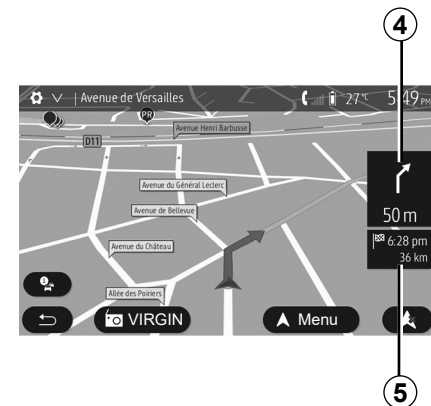 4
Avenue de Versailles 27 °C 5:49 PM
PR
Avenue Henri Barbusse
D11
Avenue du Général Leclerc
50 m
Avenue de Bellevue
6:28 pm
36 km
Avenue du Château
Allée des Poiriers
VIRGIN
Menu
5